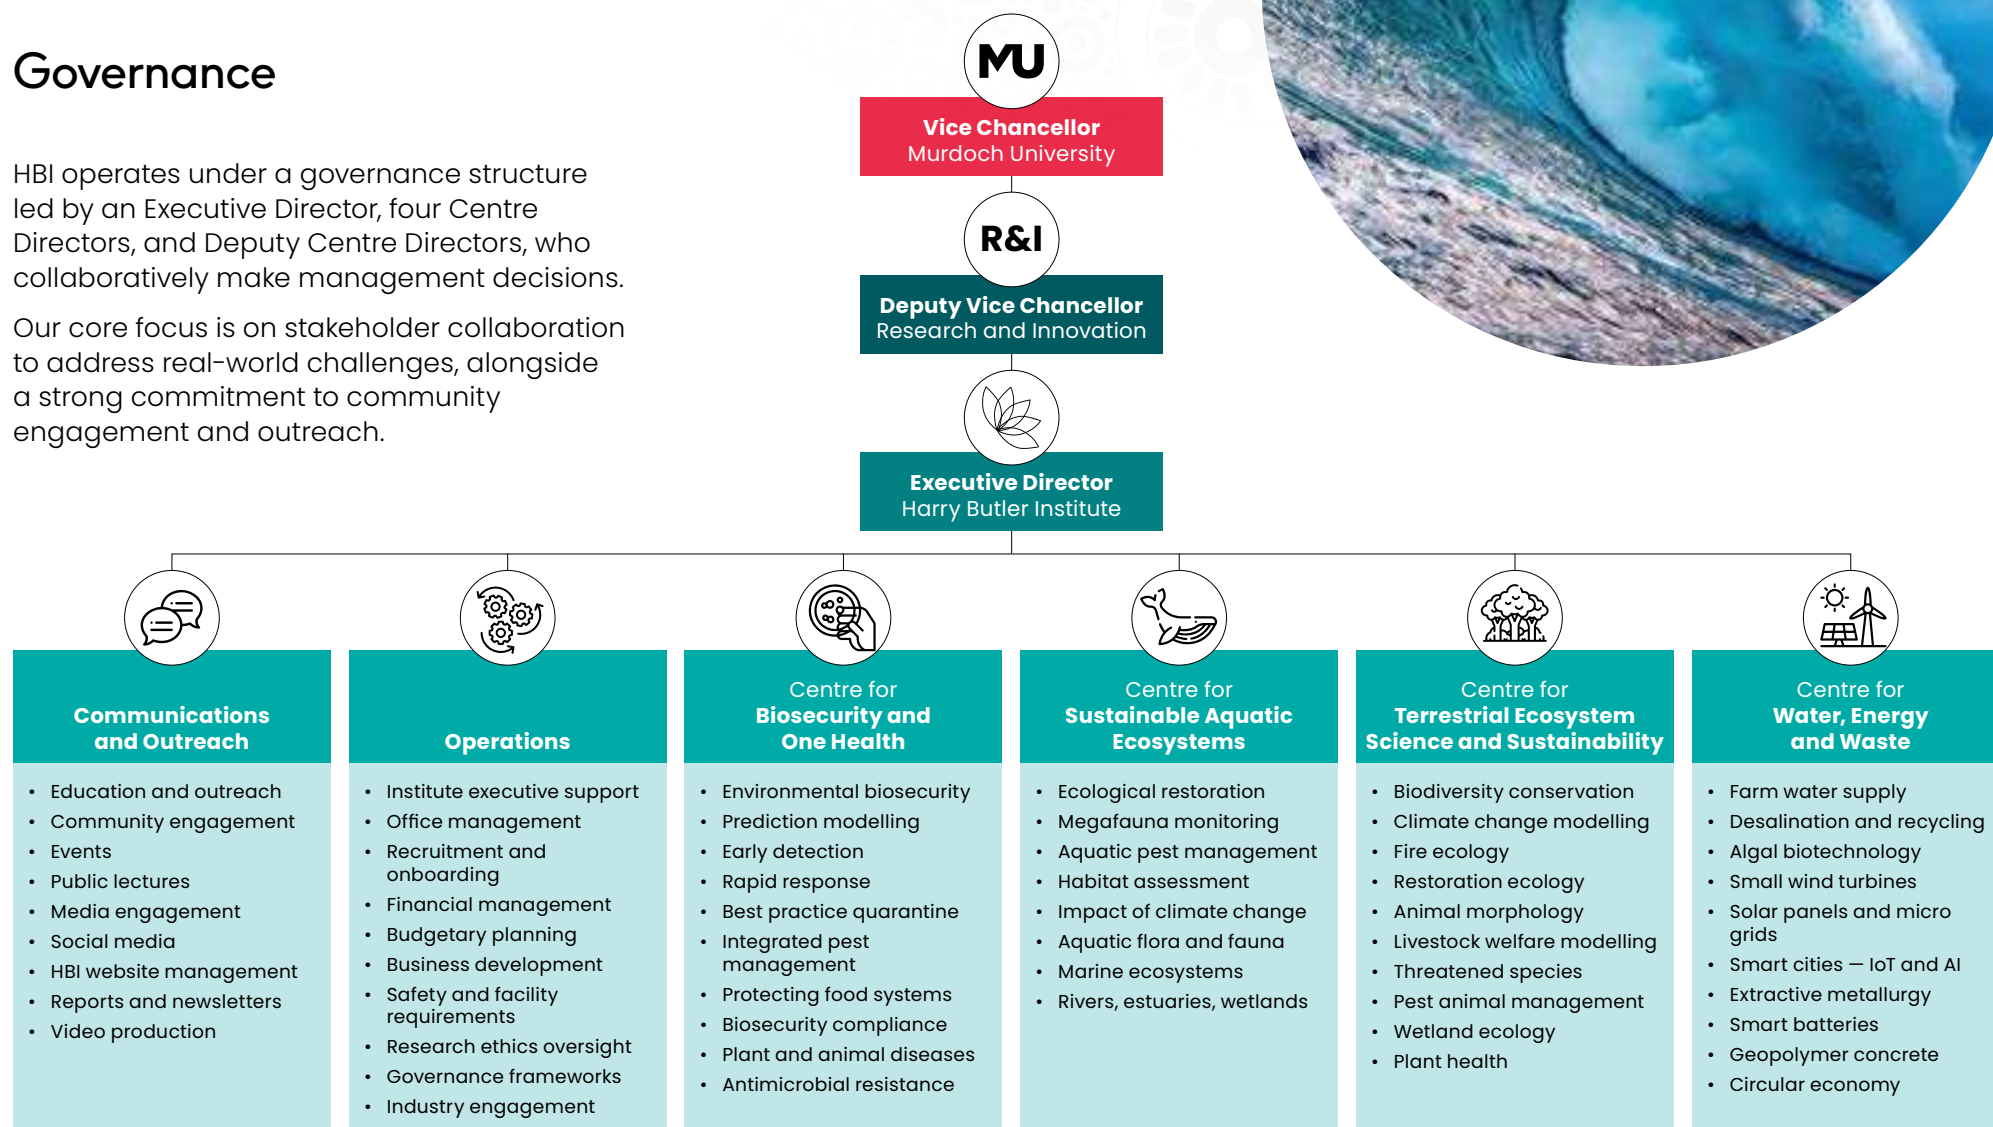 Governance
HBI operates under a governance structure
led by an Executive Director, four Centre
Directors, and Deputy Centre Directors, who
collaboratively make management decisions.
Our core focus is on stakeholder collaboration
to address real-world challenges, alongside
a strong commitment to community
engagement and outreach.
MU
Vice Chancellor
Murdoch University
R&I
Deputy Vice Chancellor
Research and Innovation
Executive Director
Harry Butler Institute
Communications
and Outreach
• Education and outreach
• Community engagement
• Events
• Public lectures
• Media engagement
• Social media
• HBI website management
• Reports and newsletters
• Video production
Operations
• Institute executive support
• Office management
• Recruitment and
onboarding
• Financial management
• Budgetary planning
• Business development
• Safety and facility
requirements
• Research ethics oversight
• Governance frameworks
• Industry engagement
Centre for
Biosecurity and
One Health
• Environmental biosecurity
• Prediction modelling
• Early detection
• Rapid response
• Best practice quarantine
• Integrated pest
management
• Protecting food systems
• Biosecurity compliance
• Plant and animal diseases
• Antimicrobial resistance
Centre for
Sustainable Aquatic
Ecosystems
• Ecological restoration
• Megafauna monitoring
• Aquatic pest management
• Habitat assessment
• Impact of climate change
• Aquatic flora and fauna
• Marine ecosystems
• Rivers, estuaries, wetlands
Centre for
Terrestrial Ecosystem
Science and Sustainability
• Biodiversity conservation
• Climate change modelling
• Fire ecology
• Restoration ecology
• Animal morphology
• Livestock welfare modelling
• Threatened species
• Pest animal management
• Wetland ecology
• Plant health
Centre for
Water, Energy
and Waste
• Farm water supply
• Desalination and recycling
• Algal biotechnology
• Small wind turbines
• Solar panels and micro
grids
• Smart cities — IoT and AI
• Extractive metallurgy
• Smart batteries
• Geopolymer concrete
• Circular economy